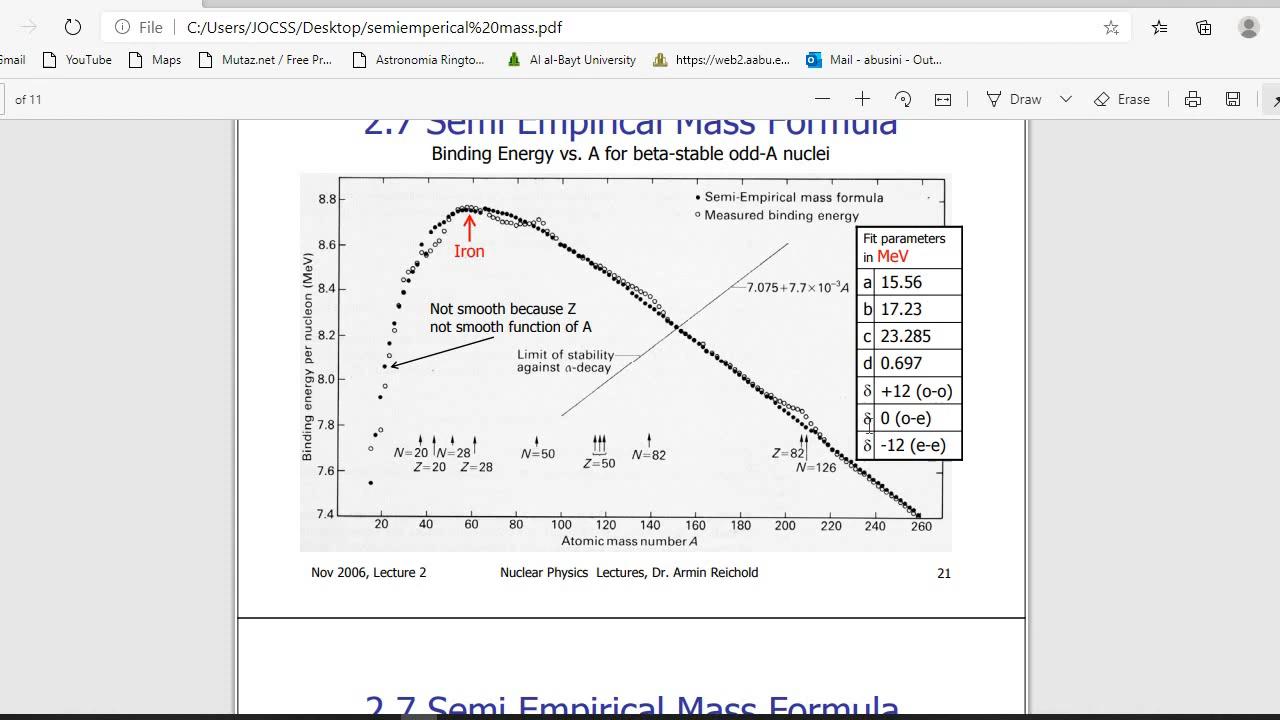 File C:/Users/JOCSS/Desktop/semiemperical%20mass.pdf
Gmail YouTube Maps Mutaz.net / Free Pr... Astronomia Ringto... Al al-Bayt University https://web2.aabu.e... Mail - abusini - Out...
of 11 Draw Erase
2.7 Semi Empirical Mass Formula
Binding Energy vs. A for beta-stable odd-A nuclei
Binding energy per nucleon (MeV)
8.8
8.6
8.4
8.2
8.0
7.8
7.6
7.4
• Semi-Empirical mass formula
○ Measured binding energy
Iron
Not smooth because Z
not smooth function of A
7.075+7.7×10⁻³A
Limit of stability
against α-decay
N=20 N=28 N=50 N=82 Z=82
Z=20 Z=28 Z=50 N=126
20 40 60 80 100 120 140 160 180 200 220 240 260
Atomic mass number A
Fit parameters
in MeV
a 15.56
b 17.23
c 23.285
d 0.697
δ +12 (o-o)
δ 0 (o-e)
δ -12 (e-e)
Nov 2006, Lecture 2 Nuclear Physics Lectures, Dr. Armin Reichold 21
2.7 Semi Empirical Mass Formula